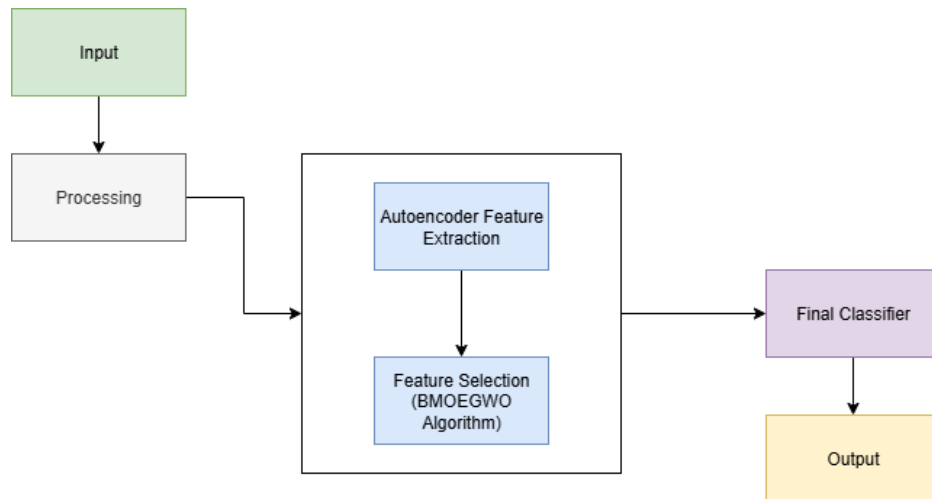 Input
Processing
Autoencoder Feature
Extraction
Feature Selection
(BMOEGWO
Algorithm)
Final Classifier
Output